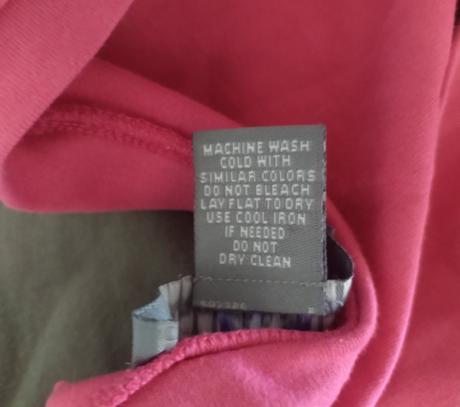 MACHINE WASH
COLD WITH
SIMILAR COLORS
DO NOT BLEACH
LAY FLAT TO DRY
USE COOL IRON
IF NEEDED
DO NOT
DRY CLEAN